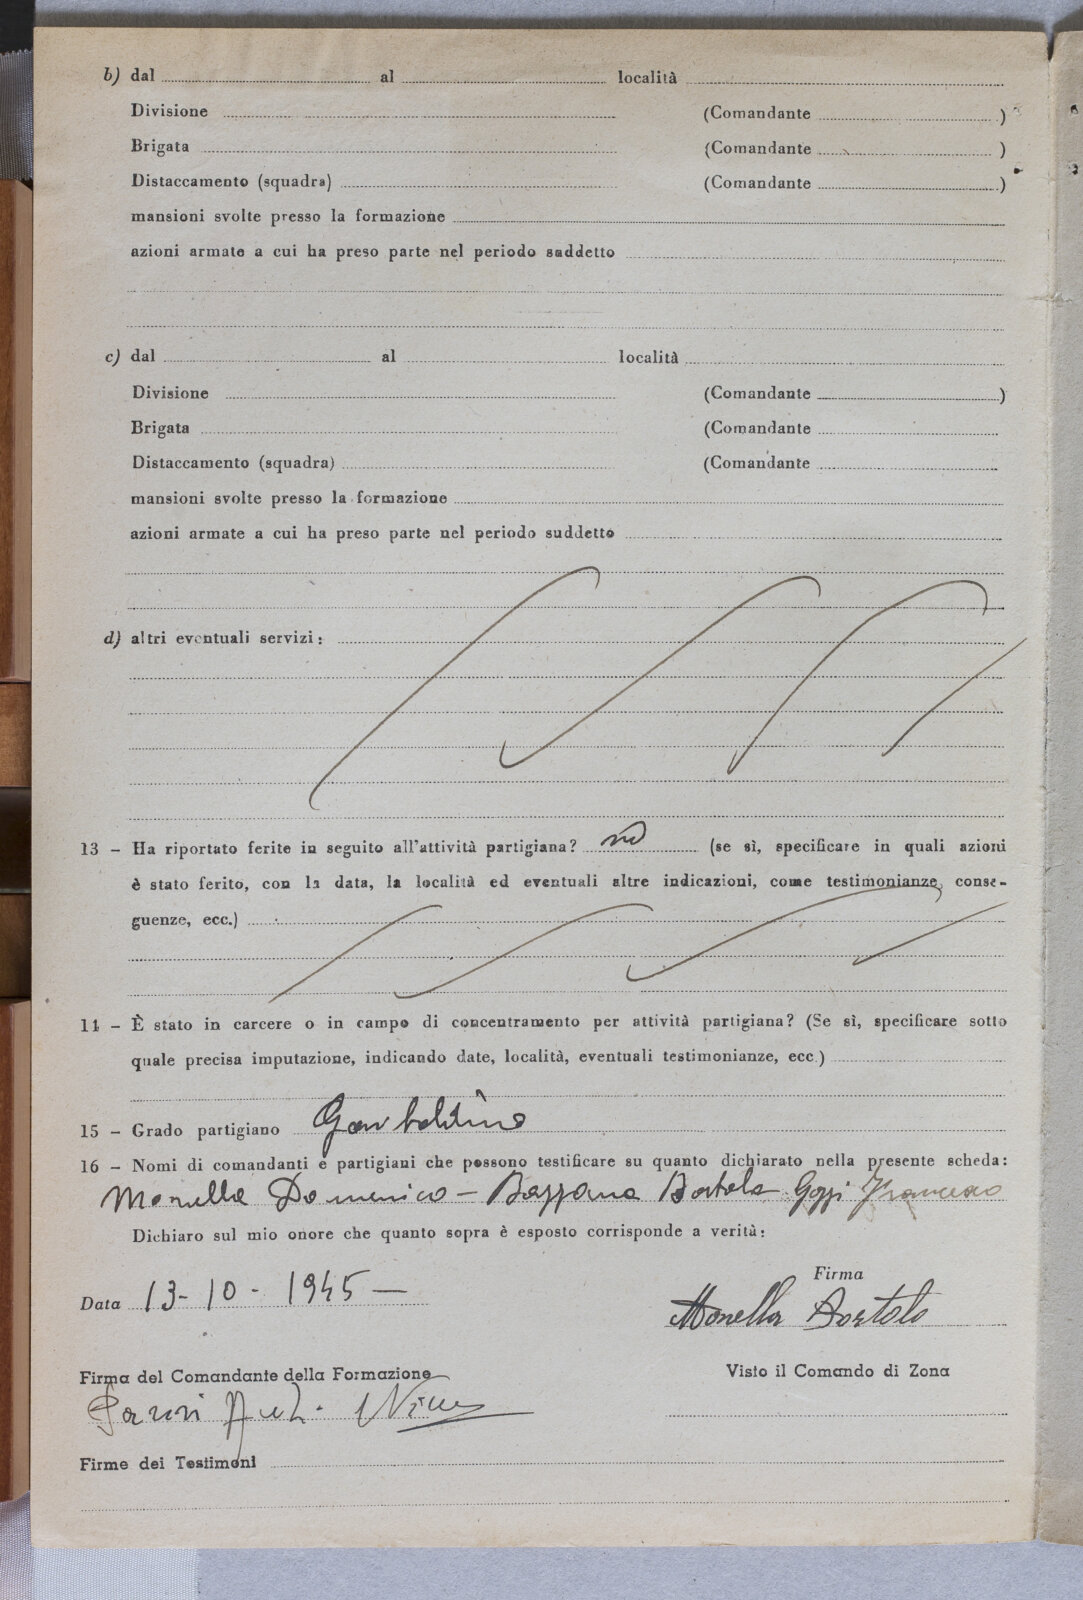 b) dal al località
Divisione (Comandante )
Brigata (Comandante )
Distaccamento (squadra) (Comandante )
mansioni svolte presso la formazione
azioni armate a cui ha preso parte nel periodo suddetto
c) dal al località
Divisione (Comandante )
Brigata (Comandante
Distaccamento (squadra) (Comandante
mansioni svolte presso la formazione
azioni armate a cui ha preso parte nel periodo suddetto
d) altri eventuali servizi:
13 - Ha riportato ferite in seguito all'attività partigiana? no (se sì, specificare in quali azioni
è stato ferito, con la data, la località ed eventuali altre indicazioni, come testimonianze, conse-
guenze, ecc.)
14 - È stato in carcere o in campo di concentramento per attività partigiana? (Se sì, specificare sotto
quale precisa imputazione, indicando date, località, eventuali testimonianze, ecc.)
15 - Grado partigiano Garibaldino
16 - Nomi di comandanti e partigiani che possono testificare su quanto dichiarato nella presente scheda:
Morella Domenico - Bazzana Bortolo Gozzi Francesco
Dichiaro sul mio onore che quanto sopra è esposto corrisponde a verità:
Firma
Data 13-10-1945- Monella Bortolo
Firma del Comandante della Formazione Visto il Comando di Zona
Firme dei Testimoni